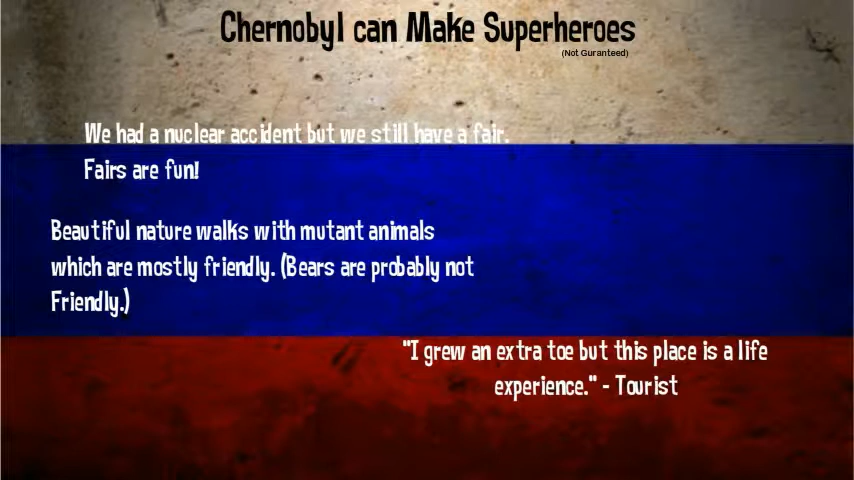 Chernobyl can Make Superheroes
(Not Guranteed)
We had a nuclear accident but we still have a fair.
Fairs are fun!
Beautiful nature walks with mutant animals
which are mostly friendly. (Bears are probably not
Friendly.)
"I grew an extra toe but this place is a life
experience." - Tourist